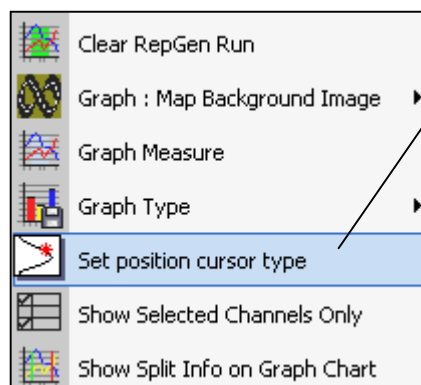 Clear RepGen Run
Graph : Map Background Image
Graph Measure
Graph Type
Set position cursor type
Show Selected Channels Only
Show Split Info on Graph Chart